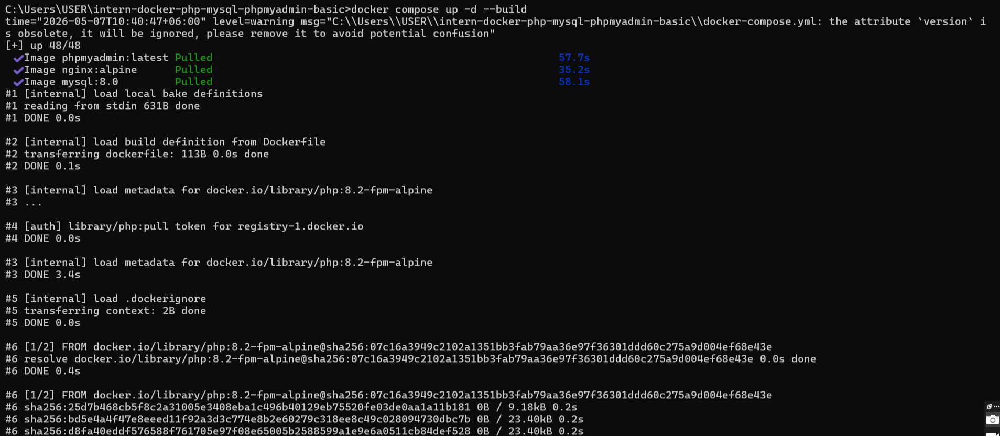 C:\Users\USER\intern-docker-php-mysql-phpmyadmin-basic>docker compose up -d --build
time="2026-05-07T10:40:47+06:00" level=warning msg="C:\\Users\\USER\\intern-docker-php-mysql-phpmyadmin-basic\\docker-compose.yml: the attribute `version` i
s obsolete, it will be ignored, please remove it to avoid potential confusion"
[+] up 48/48
✔Image phpmyadmin:latest Pulled 57.7s
✔Image nginx:alpine Pulled 35.2s
✔Image mysql:8.0 Pulled 58.1s
#1 [internal] load local bake definitions
#1 reading from stdin 631B done
#1 DONE 0.0s
#2 [internal] load build definition from Dockerfile
#2 transferring dockerfile: 113B 0.0s done
#2 DONE 0.1s
#3 [internal] load metadata for docker.io/library/php:8.2-fpm-alpine
#3 ...
#4 [auth] library/php:pull token for registry-1.docker.io
#4 DONE 0.0s
#3 [internal] load metadata for docker.io/library/php:8.2-fpm-alpine
#3 DONE 3.4s
#5 [internal] load .dockerignore
#5 transferring context: 2B done
#5 DONE 0.0s
#6 [1/2] FROM docker.io/library/php:8.2-fpm-alpine@sha256:07c16a3949c2102a1351bb3fab79aa36e97f36301ddd60c275a9d004ef68e43e
#6 resolve docker.io/library/php:8.2-fpm-alpine@sha256:07c16a3949c2102a1351bb3fab79aa36e97f36301ddd60c275a9d004ef68e43e 0.0s done
#6 DONE 0.4s
#6 [1/2] FROM docker.io/library/php:8.2-fpm-alpine@sha256:07c16a3949c2102a1351bb3fab79aa36e97f36301ddd60c275a9d004ef68e43e
#6 sha256:25d7b468cb5f8c2a31005e3408eba1c496b40129eb75520fe03de0aa1a11b181 0B / 9.18kB 0.2s
#6 sha256:bd5e4a4f47e8eeed11f92a3d3c774e8b2e60279c318ee8c49c028094730dbc7b 0B / 23.40kB 0.2s
#6 sha256:d8fa40eddf576588f761705e97f08e65005b2588599a1e9e6a0511cb84def528 0B / 23.40kB 0.2s